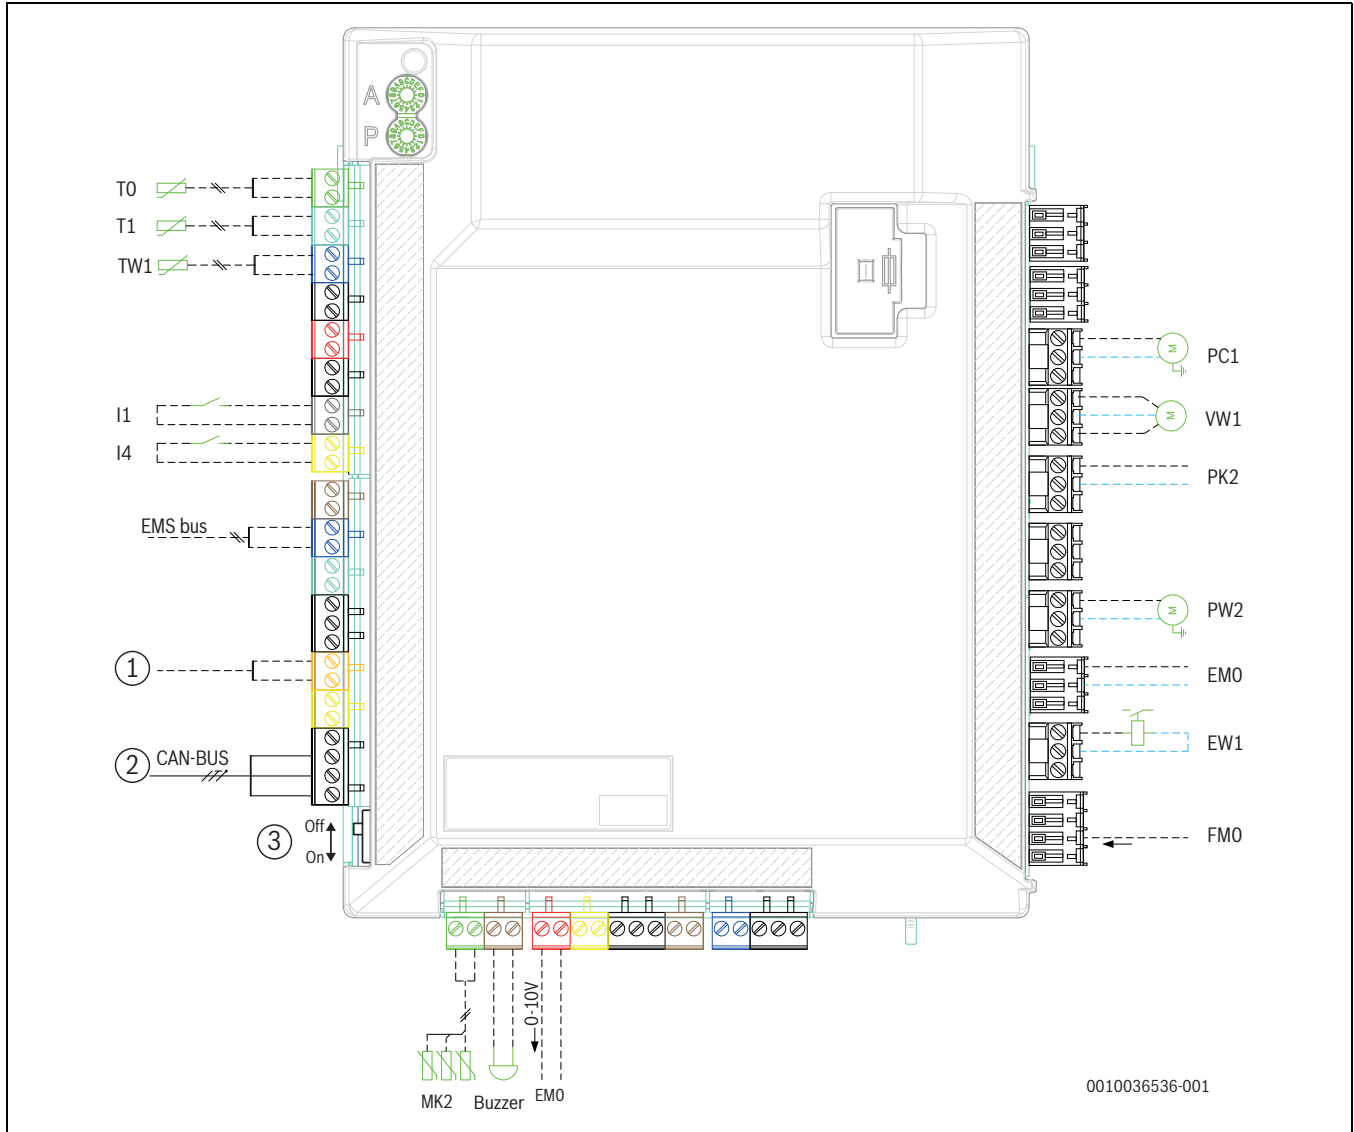 A
P
T0
T1
TW1
I1
I4
EMS bus
1
2 CAN-BUS
3 Off
On
M PC1
M VW1
PK2
M PW2
EM0
EW1
FM0
0-10V
MK2 Buzzer EM0
0010036536-001